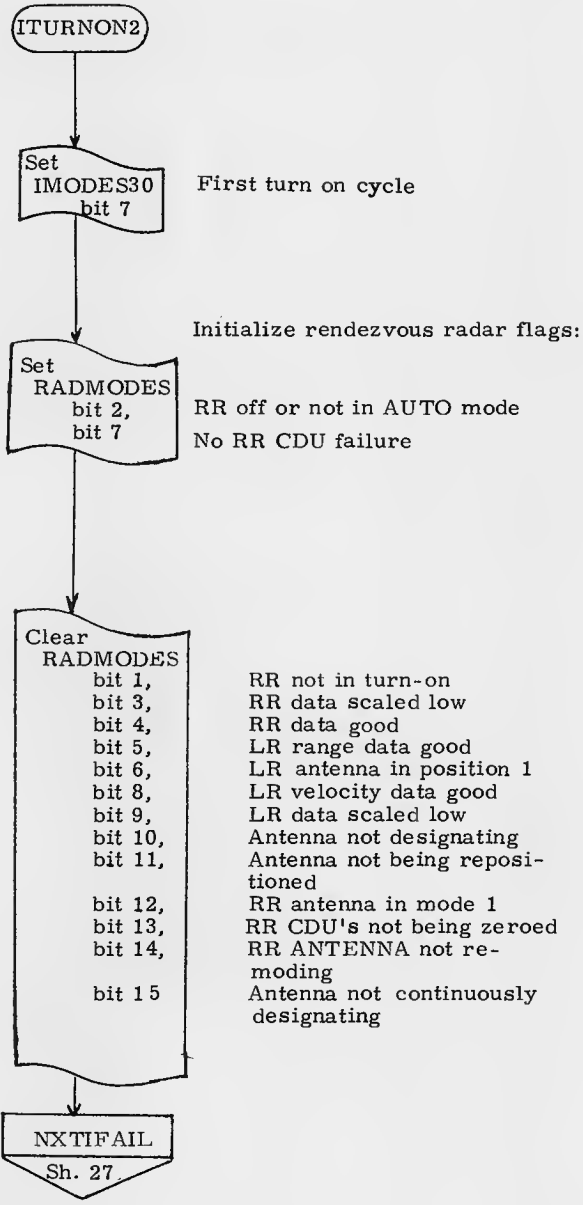 ITURNON2
Set
IMODES30
bit 7
First turn on cycle
Initialize rendezvous radar flags:
Set
RADMODES
bit 2,
bit 7
RR off or not in AUTO mode
No RR CDU failure
Clear
RADMODES
bit 1, RR not in turn-on
bit 3, RR data scaled low
bit 4, RR data good
bit 5, LR range data good
bit 6, LR antenna in position 1
bit 8, LR velocity data good
bit 9, LR data scaled low
bit 10, Antenna not designating
bit 11, Antenna not being reposi-
tioned
bit 12, RR antenna in mode 1
bit 13, RR CDU's not being zeroed
bit 14, RR ANTENNA not re-
moding
bit 15 Antenna not continuously
designating
NXTIFAIL
Sh. 27